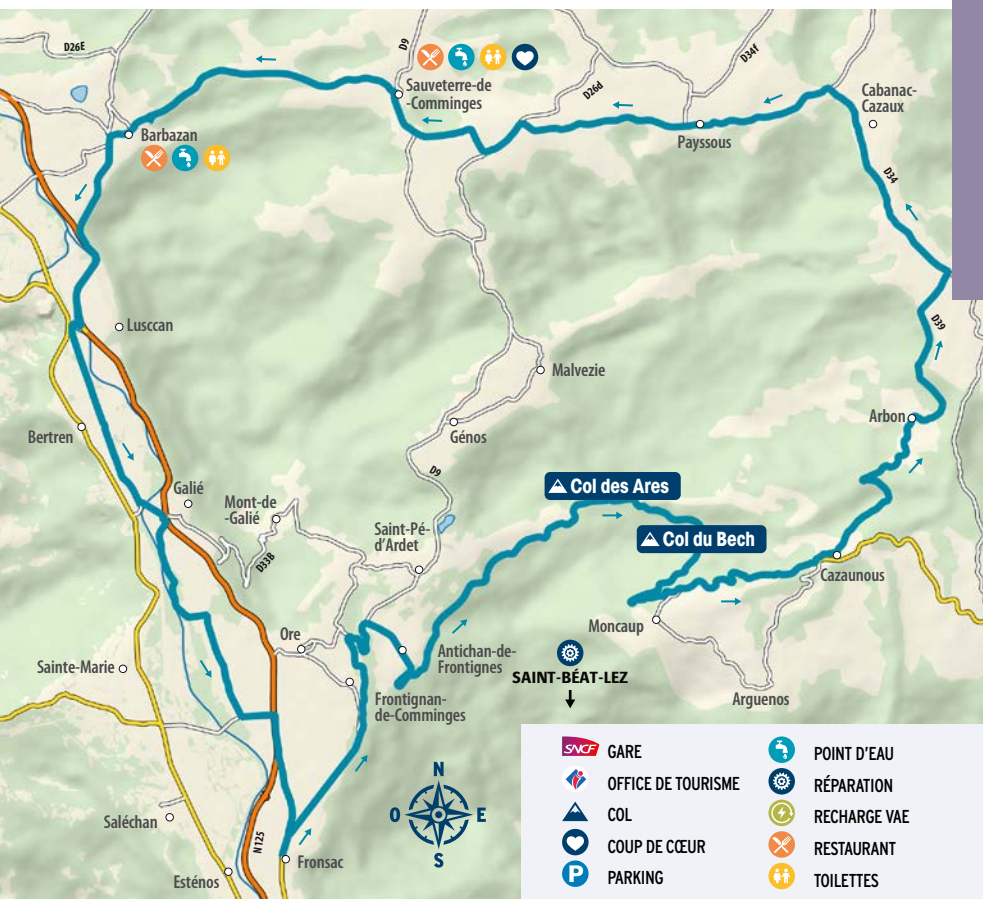 D26E
D9
D34f
D26d
Sauveterre-de
-Comminges
Cabanac-
Cazaux
Barbazan
Payssous
D34
Lusccan
D39
Malvezie
Arbon
Bertren
Génos
D9
Col des Ares
Galié
Mont-de
-Galié
Saint-Pé-
d'Ardet
Col du Bech
D33B
Cazaunous
Moncaup
Ore
Antichan-de-
Frontignes
Sainte-Marie
SAINT-BÉAT-LEZ
Frontignan-
de-Comminges
Arguenos
N
O
E
S
Saléchan
N125
Fronsac
Esténos
SNCF GARE
OFFICE DE TOURISME
COL
COUP DE CŒUR
P PARKING
POINT D'EAU
RÉPARATION
RECHARGE VAE
RESTAURANT
TOILETTES